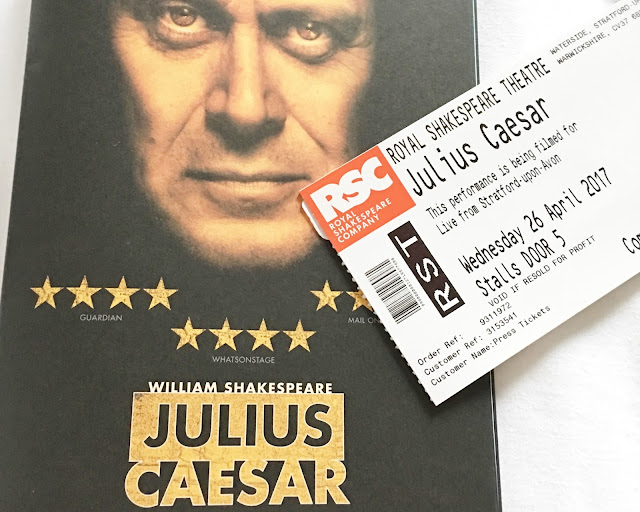 GUARDIAN
WHATSONSTAGE
MAIL ON
WILLIAM SHAKESPEARE
JULIUS
CAESAR
WATERSIDE, STRATFORD-U
WARWICKSHIRE, CV37 6B
ROYAL SHAKESPEARE THEATRE
Julius Caesar
This performance is being filmed for
Live from Stratford-upon-Avon
RSC
ROYAL
SHAKESPEARE
COMPANY
RST
Wednesday 26 April 2017
Stalls DOOR 5
VOID IF RESOLD FOR PROFIT
Order Ref: 9311972
Customer Ref: 3153541
Customer Name:Press Tickets
Co